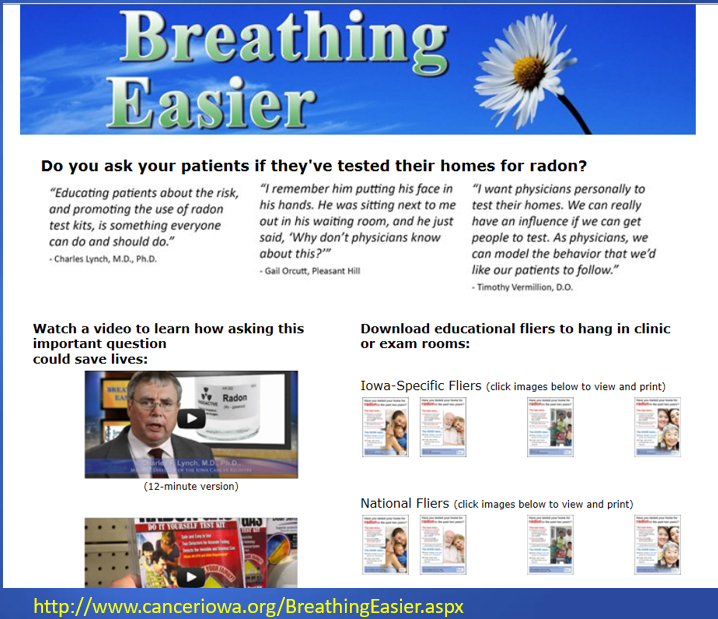 Breathing
Easier
Do you ask your patients if they've tested their homes for radon?
“Educating patients about the risk,
and promoting the use of radon
test kits, is something everyone
can do and should do.”
- Charles Lynch, M.D., Ph.D.
“I remember him putting his face in
his hands. He was sitting next to me
out in his waiting room, and he just
said, ‘Why don’t physicians know
about this?’”
- Gail Orcutt, Pleasant Hill
“I want physicians personally to
test their homes. We can really
have an influence if we can get
people to test. As physicians, we
can model the behavior that we’d
like our patients to follow.”
- Timothy Vermillion, D.O.
Watch a video to learn how asking this
important question
could save lives:
Radon
Charles F. Lynch, M.D., Ph.D.
(12-minute version)
DO IT YOURSELF TEST KIT
Download educational fliers to hang in clinic
or exam rooms:
Iowa-Specific Fliers (click images below to view and print)
National Fliers (click images below to view and print)
http://www.canceriowa.org/BreathingEasier.aspx